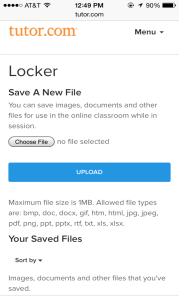 AT&T 12:49 PM 90%
tutor.com
tutor.com Menu
Locker
Save A New File
You can save images, documents and other
files for use in the online classroom while in
session.
Choose File no file selected
UPLOAD
Maximum file size is 1MB. Allowed file types
are: bmp, doc, docx, gif, htm, html, jpg, jpeg,
pdf, png, ppt, pptx, rtf, txt, xls, xlsx.
Your Saved Files
Sort by
Images, documents and other files that you've
saved.